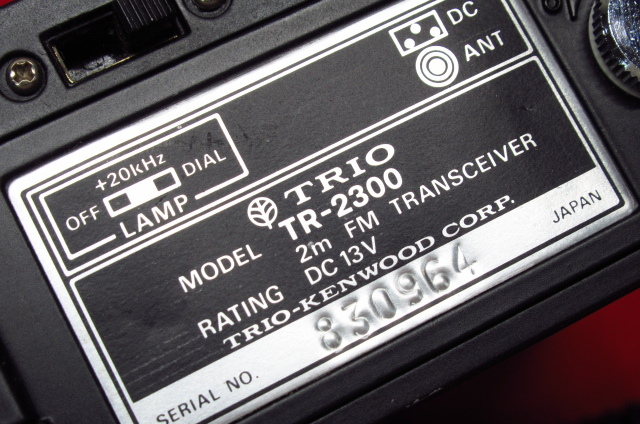 DC
ANT
+20kHz
OFF DIAL
LAMP
TRIO
MODEL TR-2300
2m FM TRANSCEIVER
RATING DC 13V
TRIO-KENWOOD CORP.
SERIAL NO. 830964 JAPAN